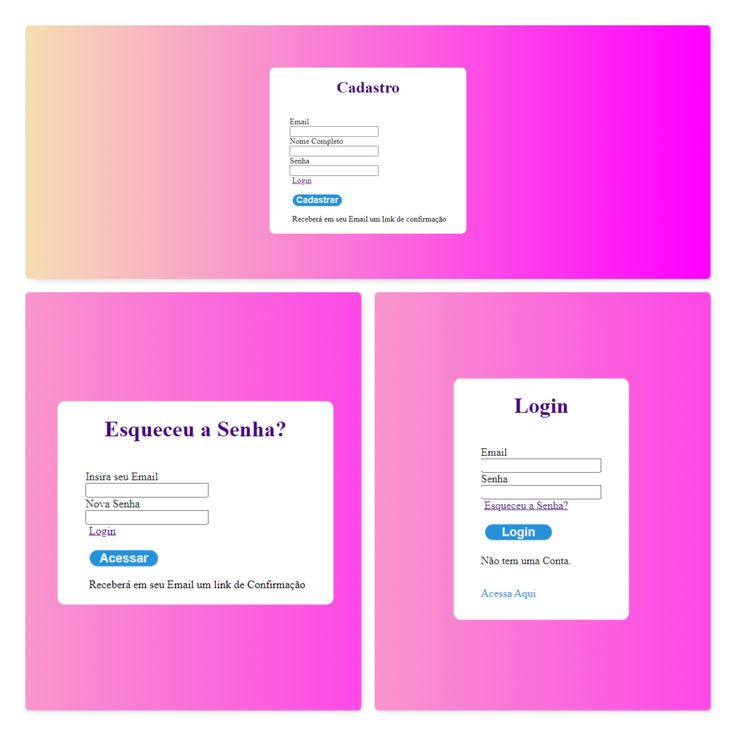 Cadastro
Email
Nome Completo
Senha
Login
Cadastrar
Receberá em seu Email um link de confirmação
Esqueceu a Senha?
Insira seu Email
Nova Senha
Login
Acessar
Receberá em seu Email um link de Confirmação
Login
Email
Senha
Esqueceu a Senha?
Login
Não tem uma Conta.
Acessa Aqui